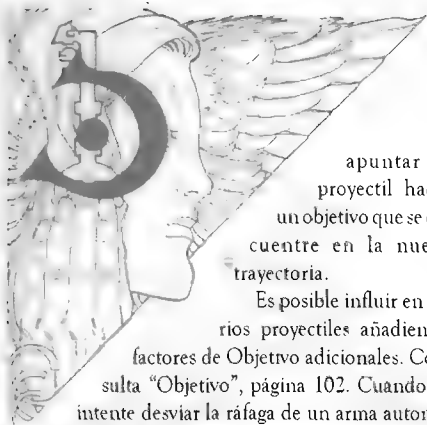 apuntar
proyectil ha
un objetivo que se
cuentre en la nue
trayectoria.
Es posible influir en
rios proyectiles añadien
factores de Objetivo adicionales. Co
sulta “Objetivo”, página 102. Cuando
intente desviar la ráfaga de un arma autor